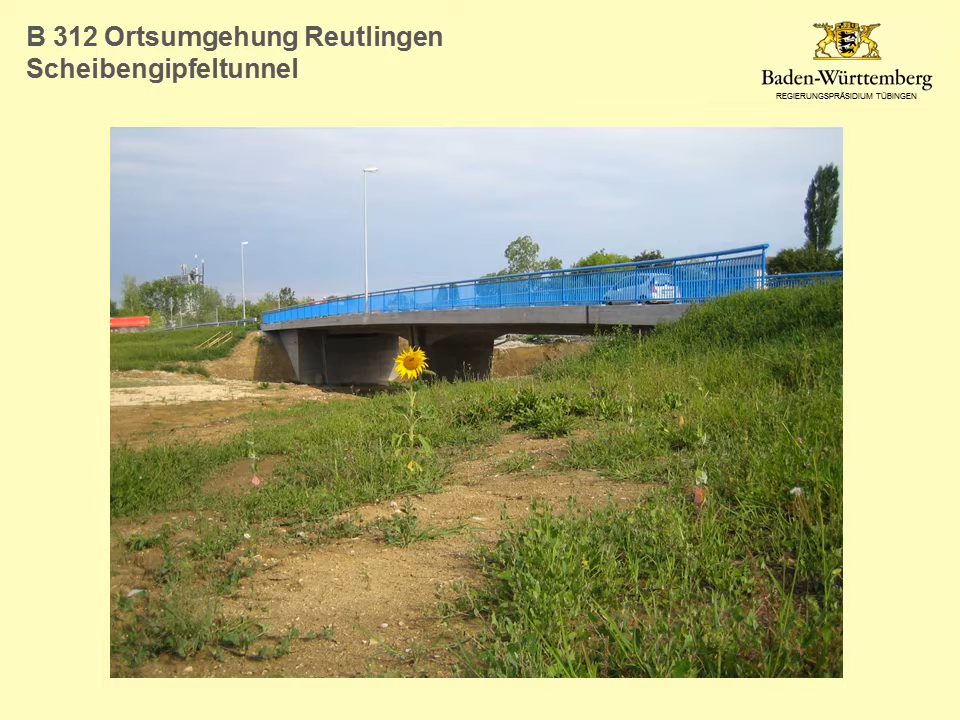 B 312 Ortsumgehung Reutlingen
Scheibengipfeltunnel
Baden-Württemberg
REGIERUNGSPRÄSIDIUM TÜBINGEN